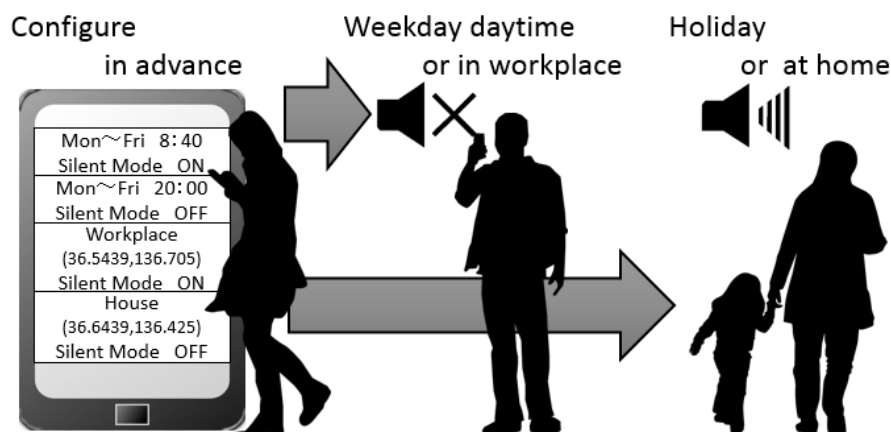 Configure
in advance
Weekday daytime
or in workplace
Holiday
or at home
Mon～Fri 8:40
Silent Mode ON
Mon～Fri 20:00
Silent Mode OFF
Workplace
(36.5439,136.705)
Silent Mode ON
House
(36.6439,136.425)
Silent Mode OFF